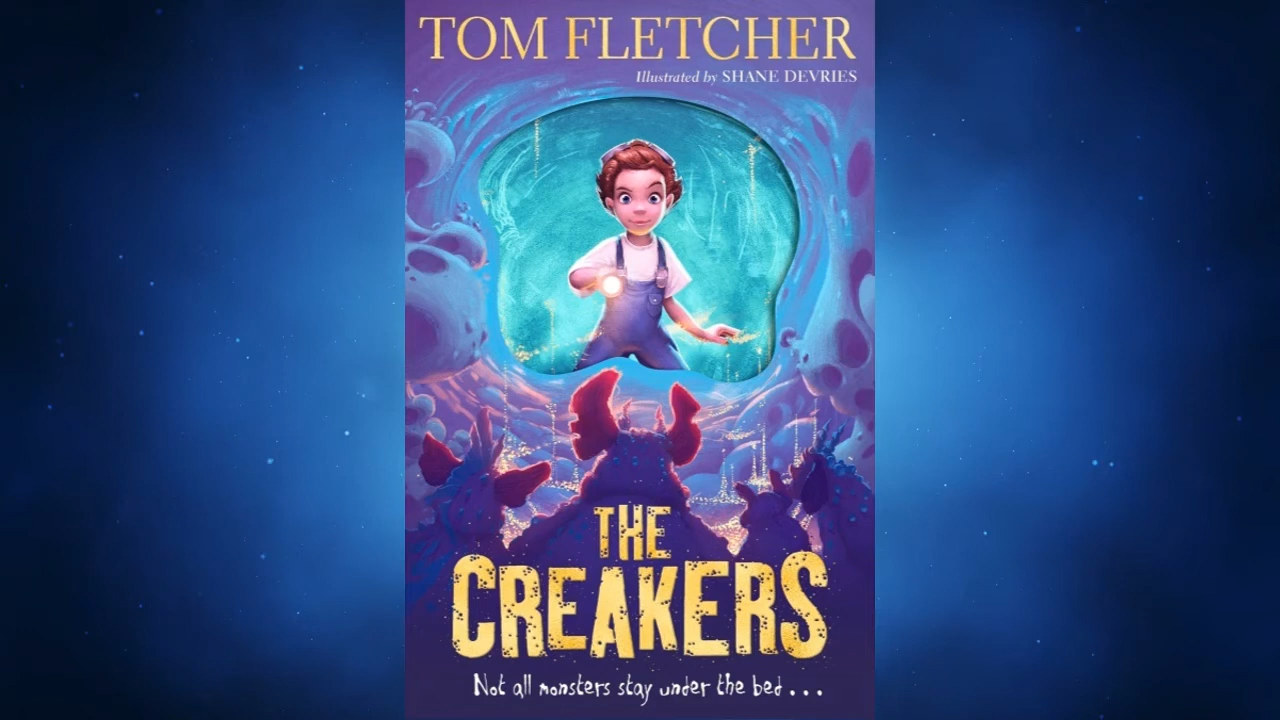 TOM FLETCHER
Illustrated by SHANE DEVRIES
THE
CREAKERS
Not all monsters stay under the bed...